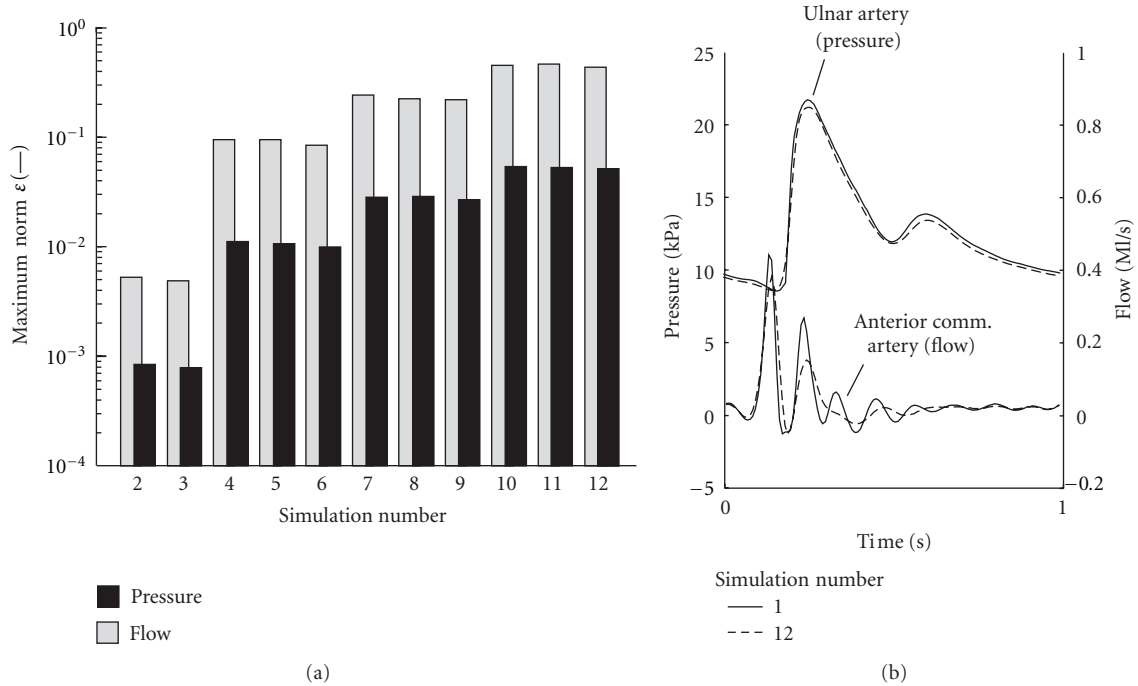 10⁰
10⁻¹
10⁻²
10⁻³
10⁻⁴
Maximum norm ε(—)
2 3 4 5 6 7 8 9 10 11 12
Simulation number
Pressure
Flow
(a)
Ulnar artery
(pressure)
25
20
15
10
5
0
−5
Pressure (kPa)
1
0.8
0.6
0.4
0.2
0
−0.2
Flow (Ml/s)
Anterior comm.
artery (flow)
0 1
Time (s)
Simulation number
1
12
(b)